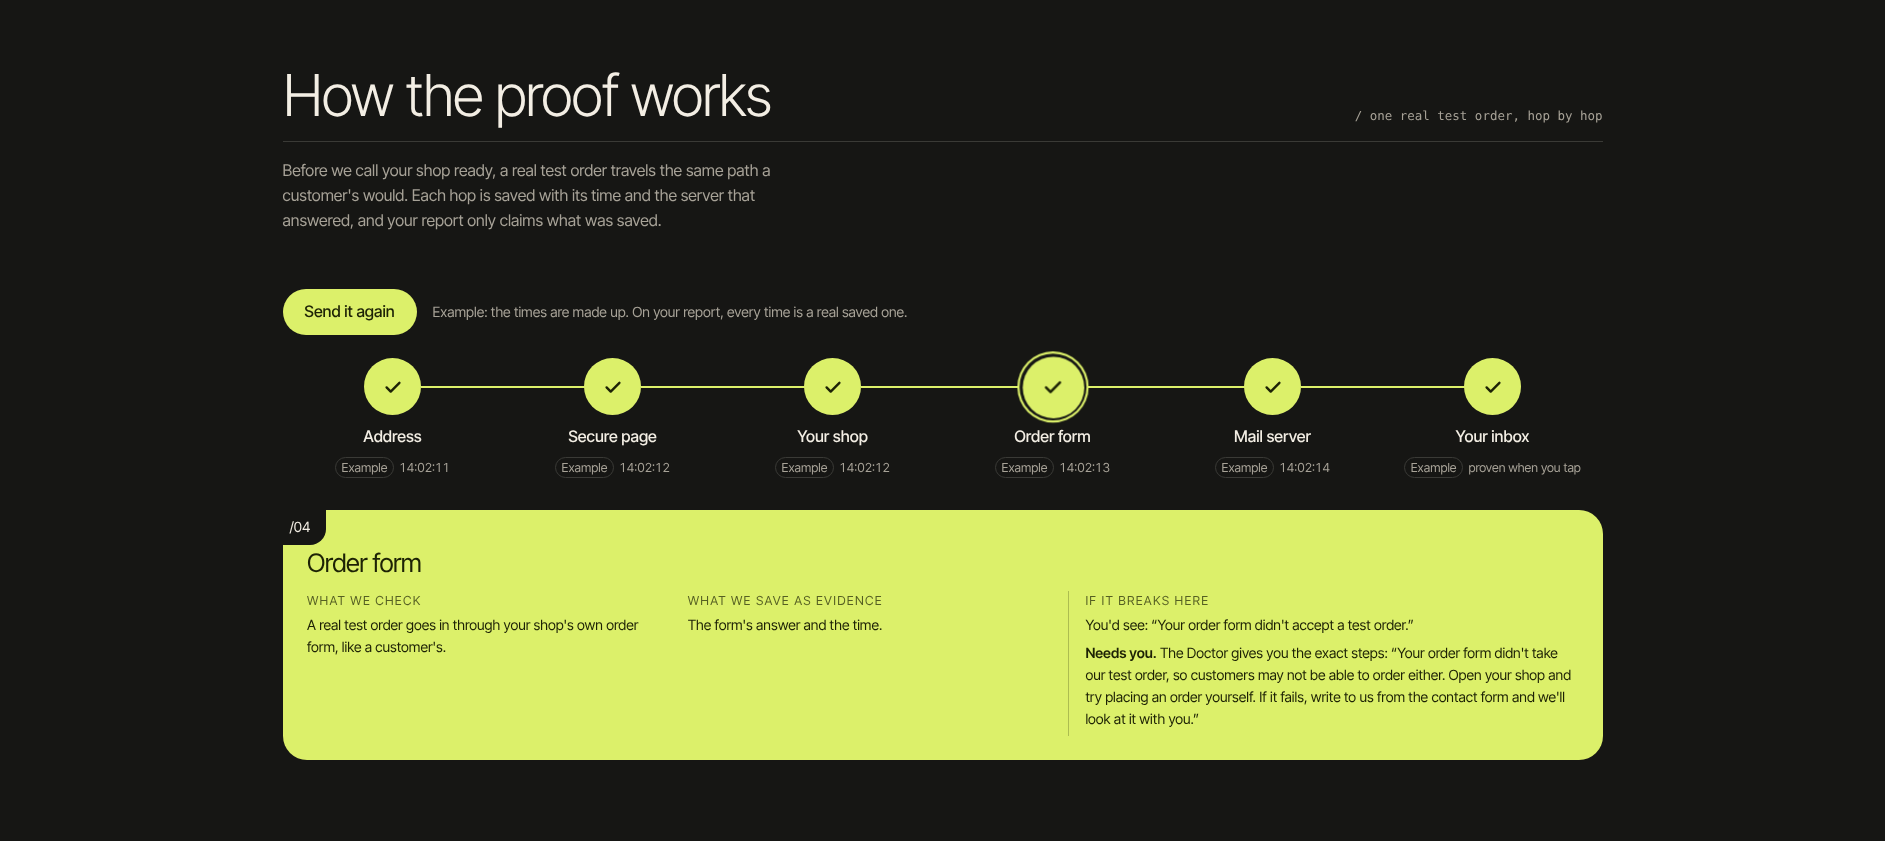 How the proof works
/ one real test order, hop by hop
Before we call your shop ready, a real test order travels the same path a
customer's would. Each hop is saved with its time and the server that
answered, and your report only claims what was saved.
Send it again
Example: the times are made up. On your report, every time is a real saved one.
Address
Secure page
Your shop
Order form
Mail server
Your inbox
Example 14:02:11
Example 14:02:12
Example 14:02:12
Example 14:02:13
Example 14:02:14
Example proven when you tap
/04
Order form
WHAT WE CHECK
A real test order goes in through your shop's own order
form, like a customer's.
WHAT WE SAVE AS EVIDENCE
The form's answer and the time.
IF IT BREAKS HERE
You'd see: “Your order form didn't accept a test order.”
Needs you. The Doctor gives you the exact steps: “Your order form didn't take
our test order, so customers may not be able to order either. Open your shop and
try placing an order yourself. If it fails, write to us from the contact form and we'll
look at it with you.”